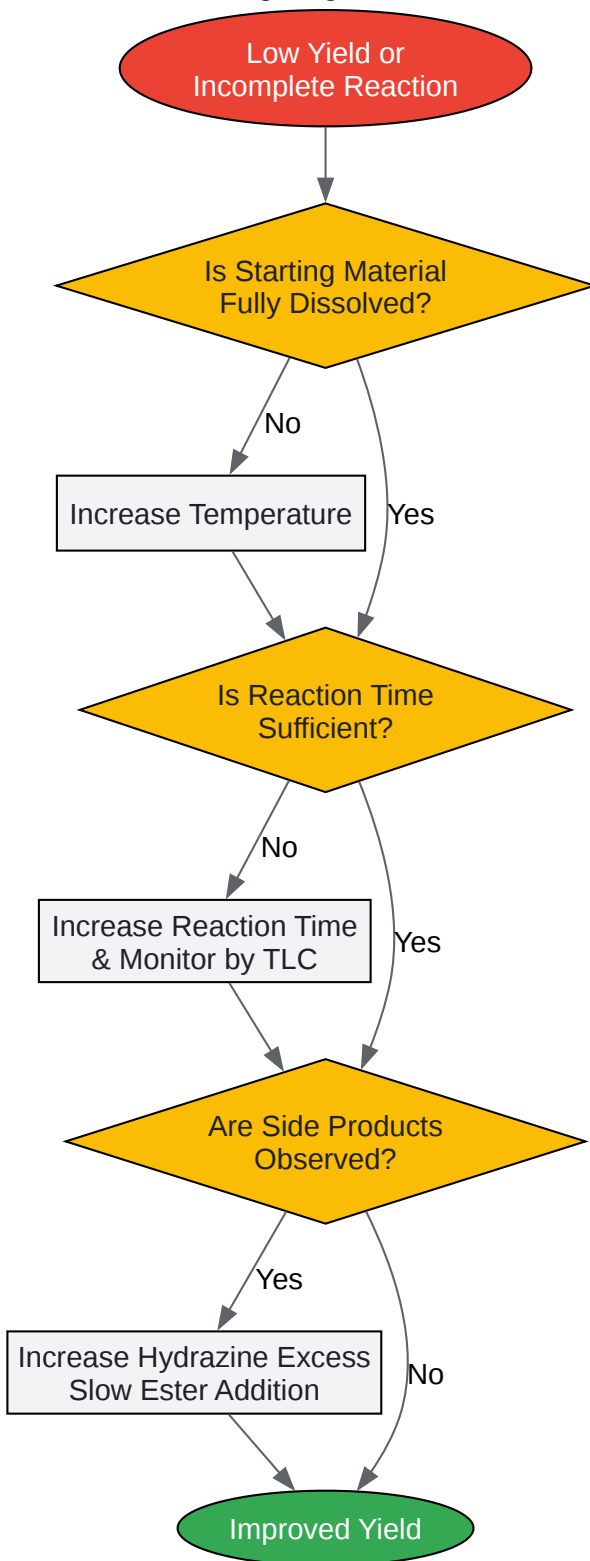 Low Yield or
Incomplete Reaction
Is Starting Material
Fully Dissolved?
No
Increase Temperature
Yes
Is Reaction Time
Sufficient?
No
Increase Reaction Time
& Monitor by TLC
Yes
Are Side Products
Observed?
Yes
Increase Hydrazine Excess
Slow Ester Addition
No
Improved Yield